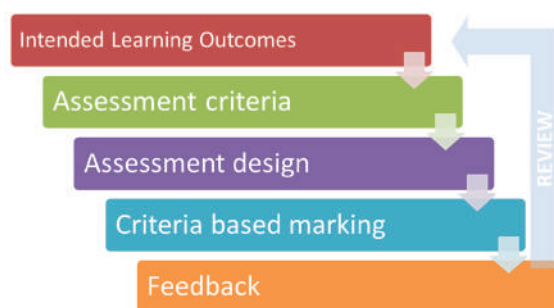 Intended Learning Outcomes
Assessment criteria
Assessment design
Criteria based marking
Feedback
REVIEW